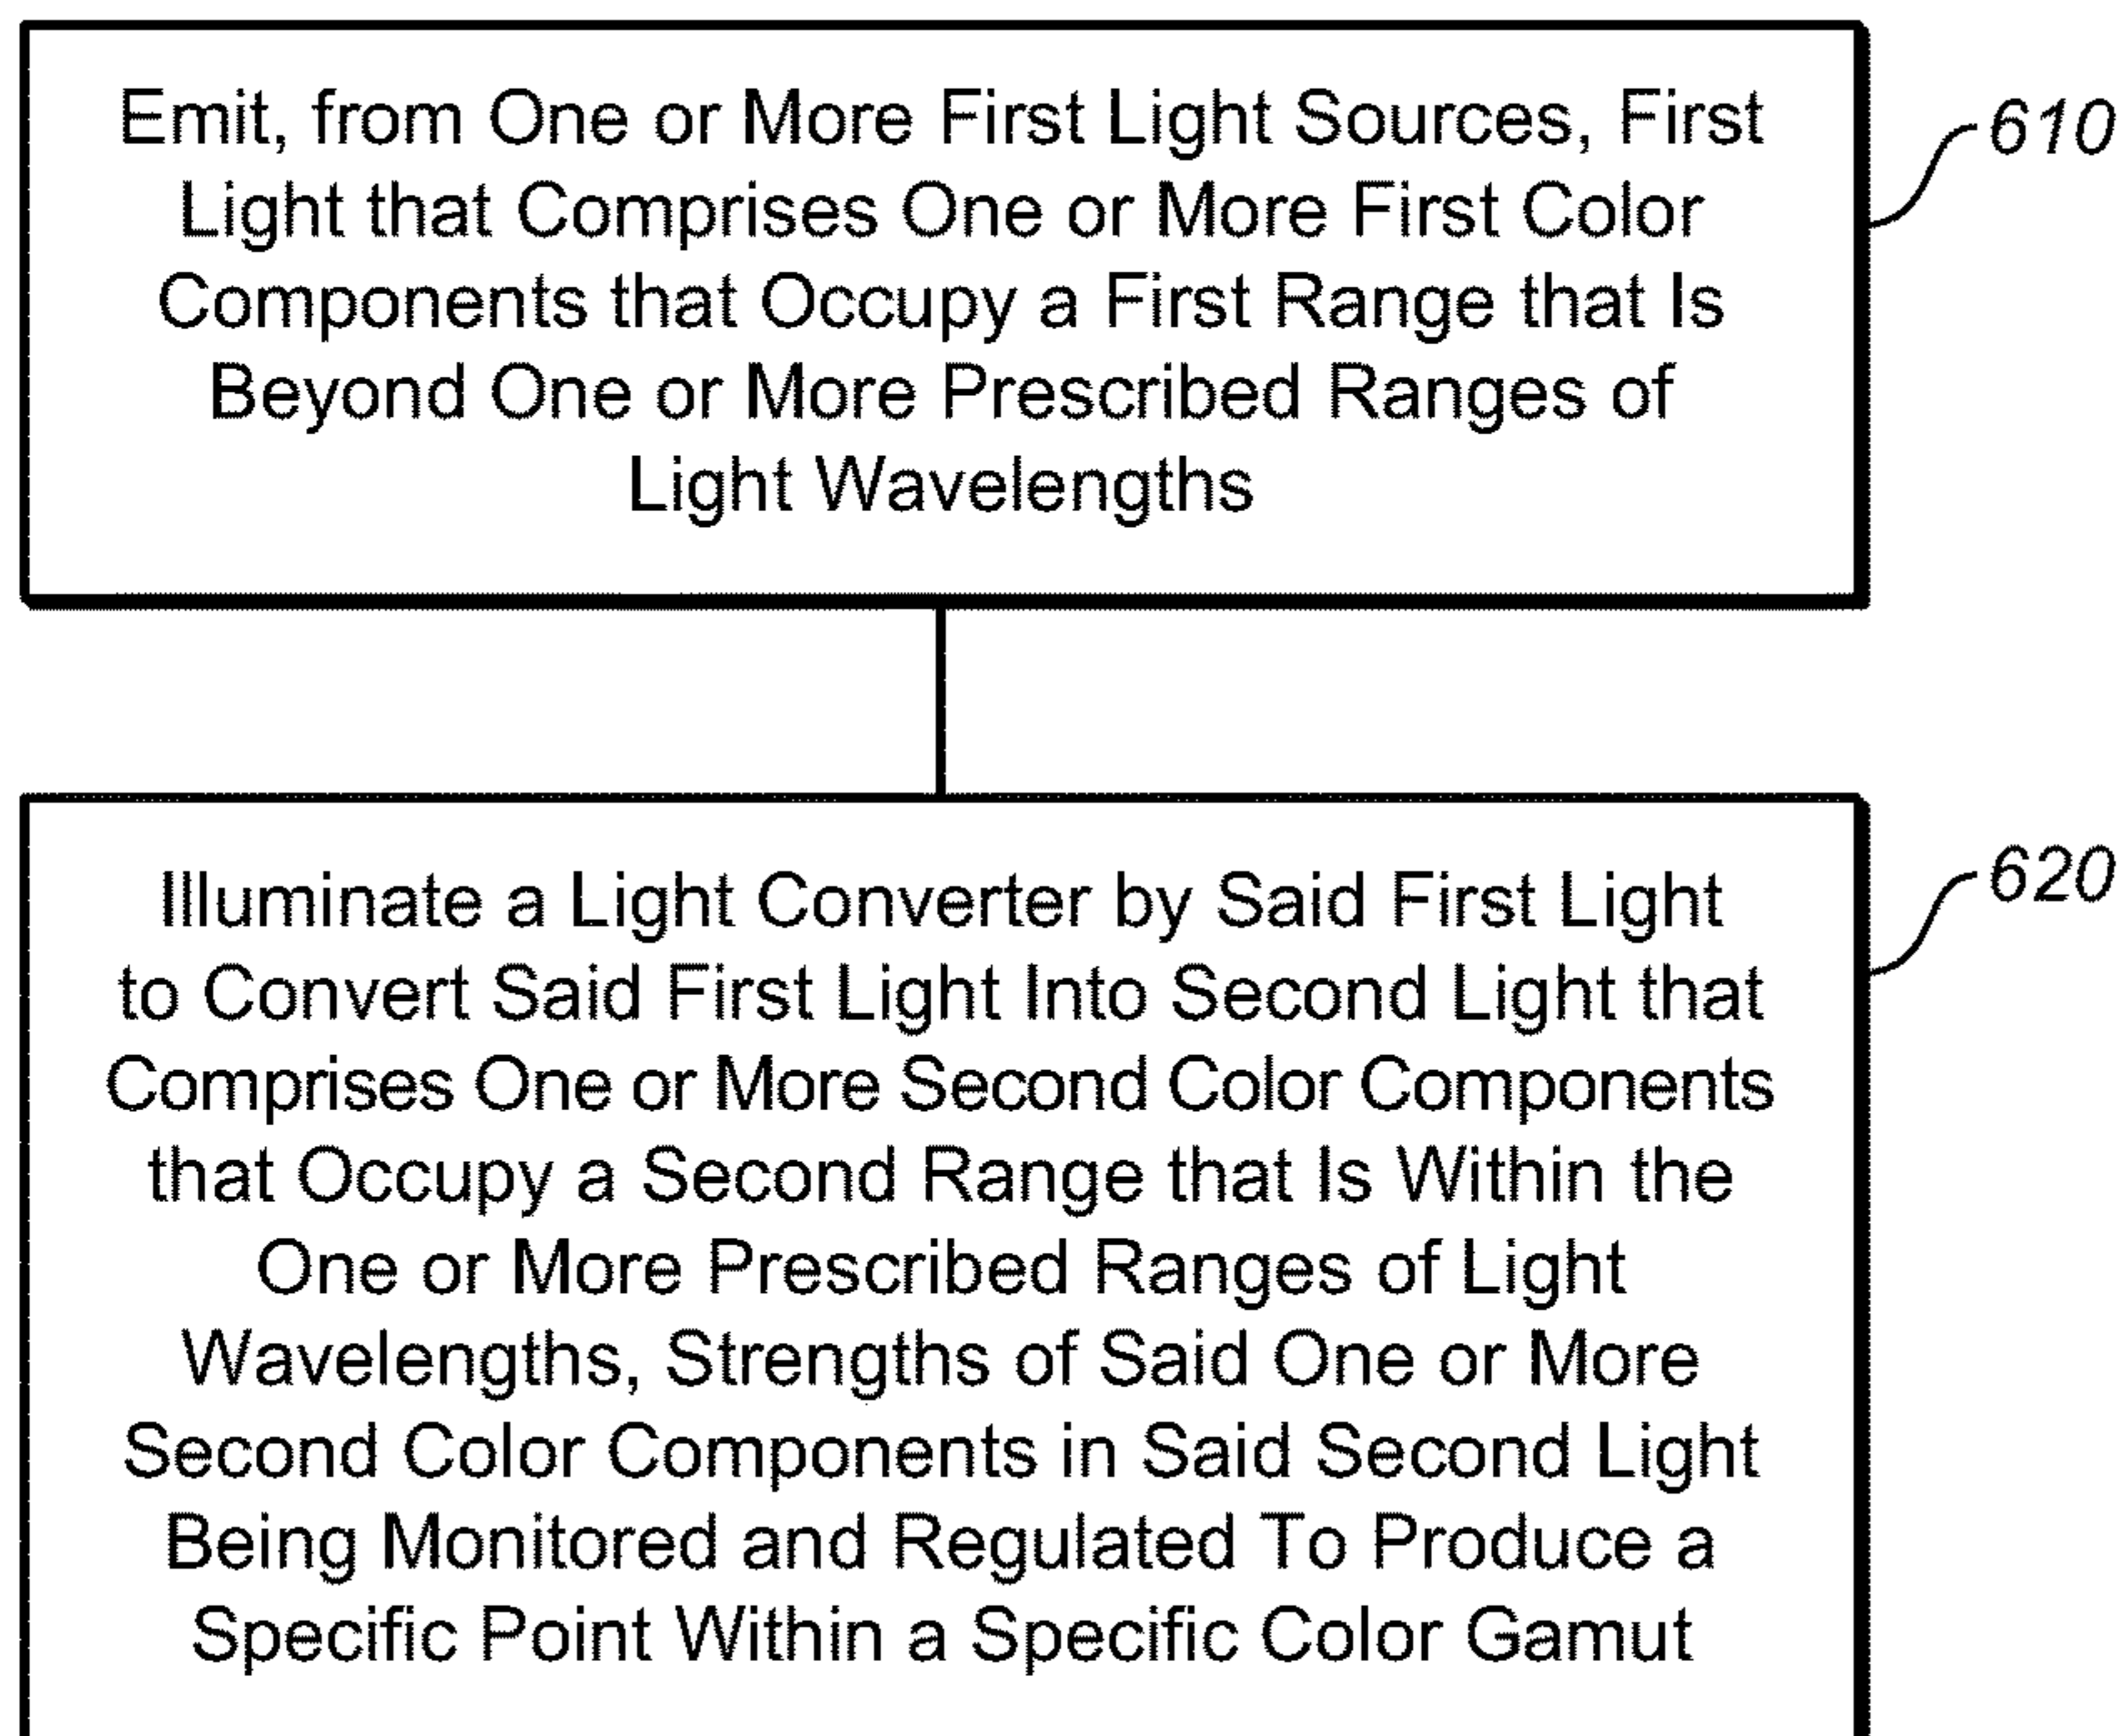 Emit, from One or More First Light Sources, First
Light that Comprises One or More First Color
Components that Occupy a First Range that Is
Beyond One or More Prescribed Ranges of
Light Wavelengths
610
Illuminate a Light Converter by Said First Light
to Convert Said First Light Into Second Light that
Comprises One or More Second Color Components
that Occupy a Second Range that Is Within the
One or More Prescribed Ranges of Light
Wavelengths, Strengths of Said One or More
Second Color Components in Said Second Light
Being Monitored and Regulated To Produce a
Specific Point Within a Specific Color Gamut
620